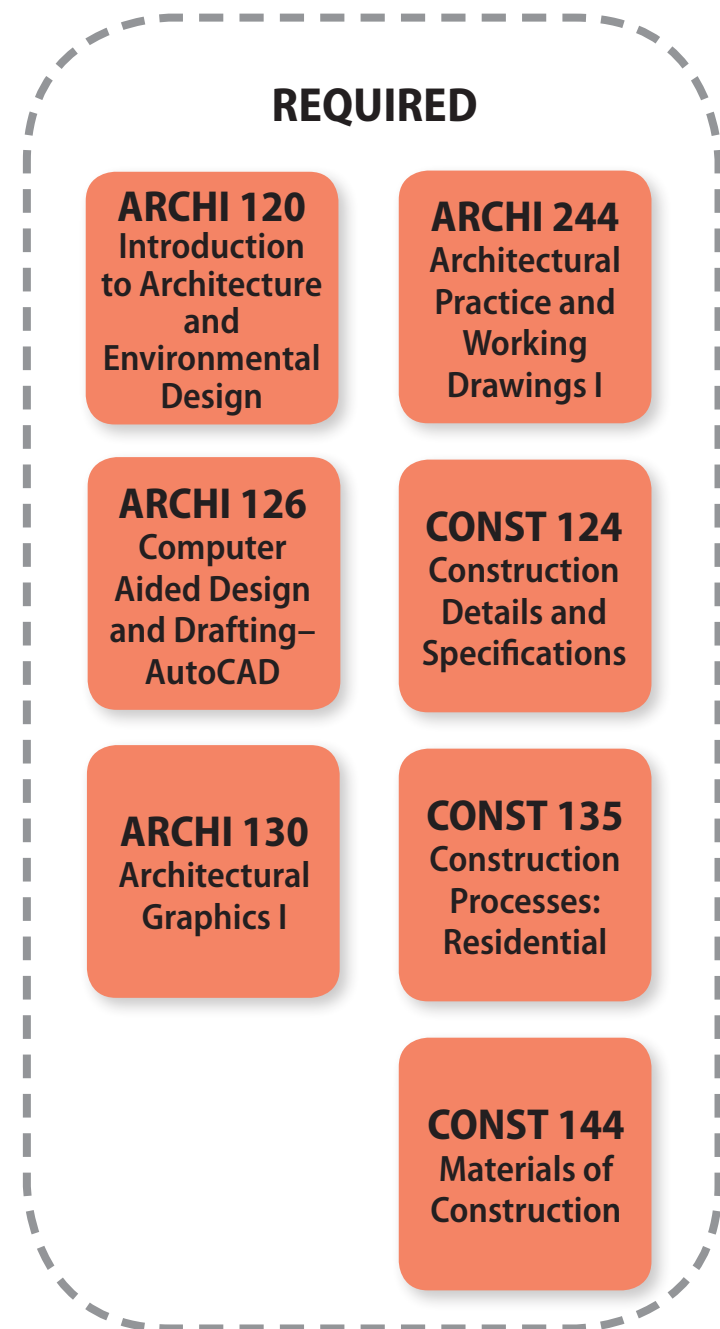 REQUIRED
ARCHI 120
Introduction
to Architecture
and
Environmental
Design
ARCHI 126
Computer
Aided Design
and Drafting–
AutoCAD
ARCHI 130
Architectural
Graphics I
ARCHI 244
Architectural
Practice and
Working
Drawings I
CONST 124
Construction
Details and
Specifications
CONST 135
Construction
Processes:
Residential
CONST 144
Materials of
Construction